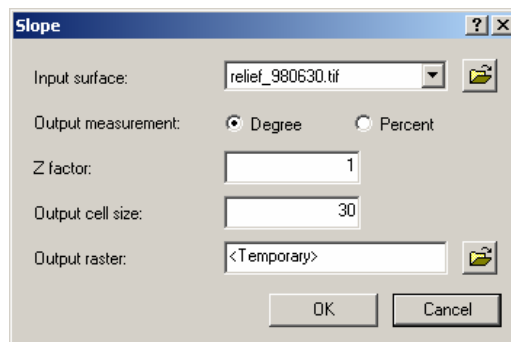 Slope
Input surface: relief_980630.tif
Output measurement: Degree Percent
Z factor: 1
Output cell size: 30
Output raster: <Temporary>
OK Cancel